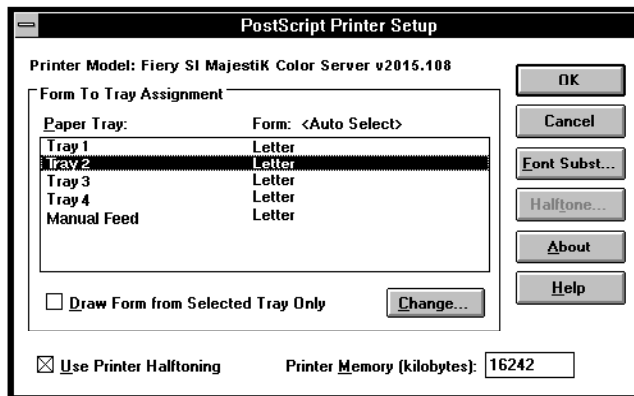 PostScript Printer Setup
Printer Model: Fiery SI MajestiK Color Server v2015.108
OK
Form To Tray Assignment
Cancel
Paper Tray: Form: <Auto Select>
Tray 1 Letter
Tray 2 Letter
Font Subst...
Tray 3 Letter
Tray 4 Letter
Halftone...
Manual Feed Letter
About
Help
Draw Form from Selected Tray Only Change...
Use Printer Halftoning Printer Memory (kilobytes): 16242